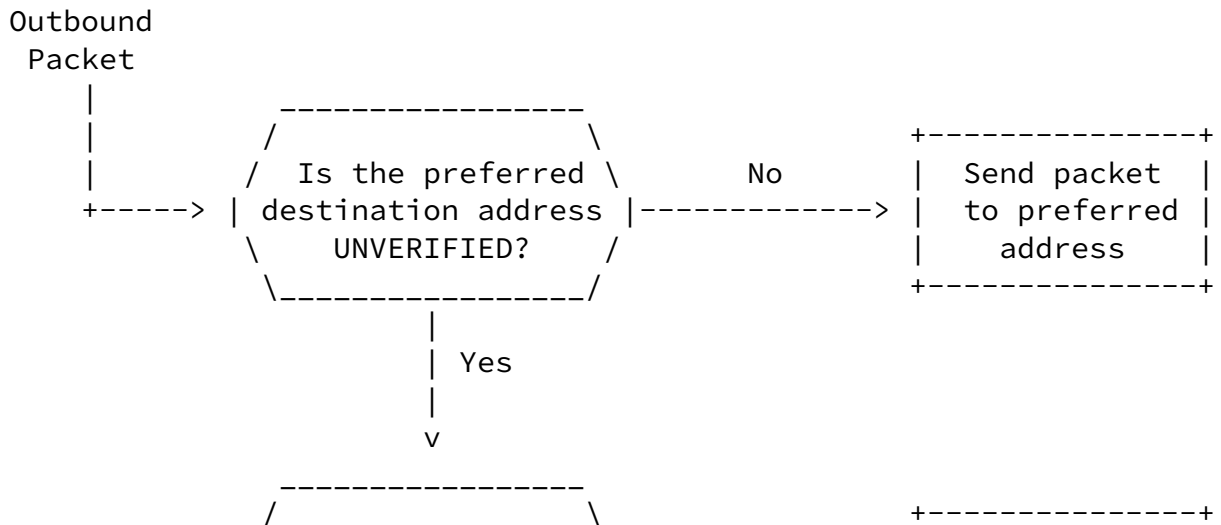 Outbound
Packet
Is the preferred
destination address
UNVERIFIED?
No
Send packet
to preferred
address
Yes